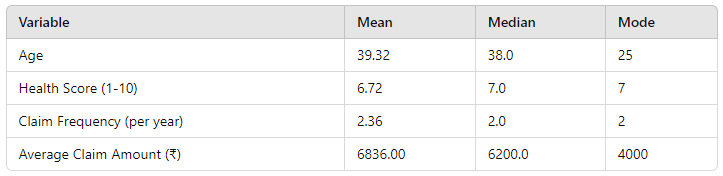 Variable Mean Median Mode
Age 39.32 38.0 25
Health Score (1-10) 6.72 7.0 7
Claim Frequency (per year) 2.36 2.0 2
Average Claim Amount (₹) 6836.00 6200.0 4000